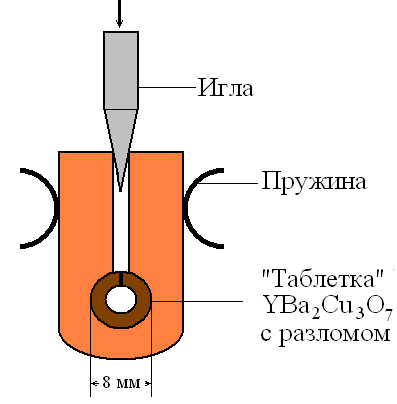 Игла
Пружина
"Таблетка"
YBa₂Cu₃O₇
с разломом
8 мм